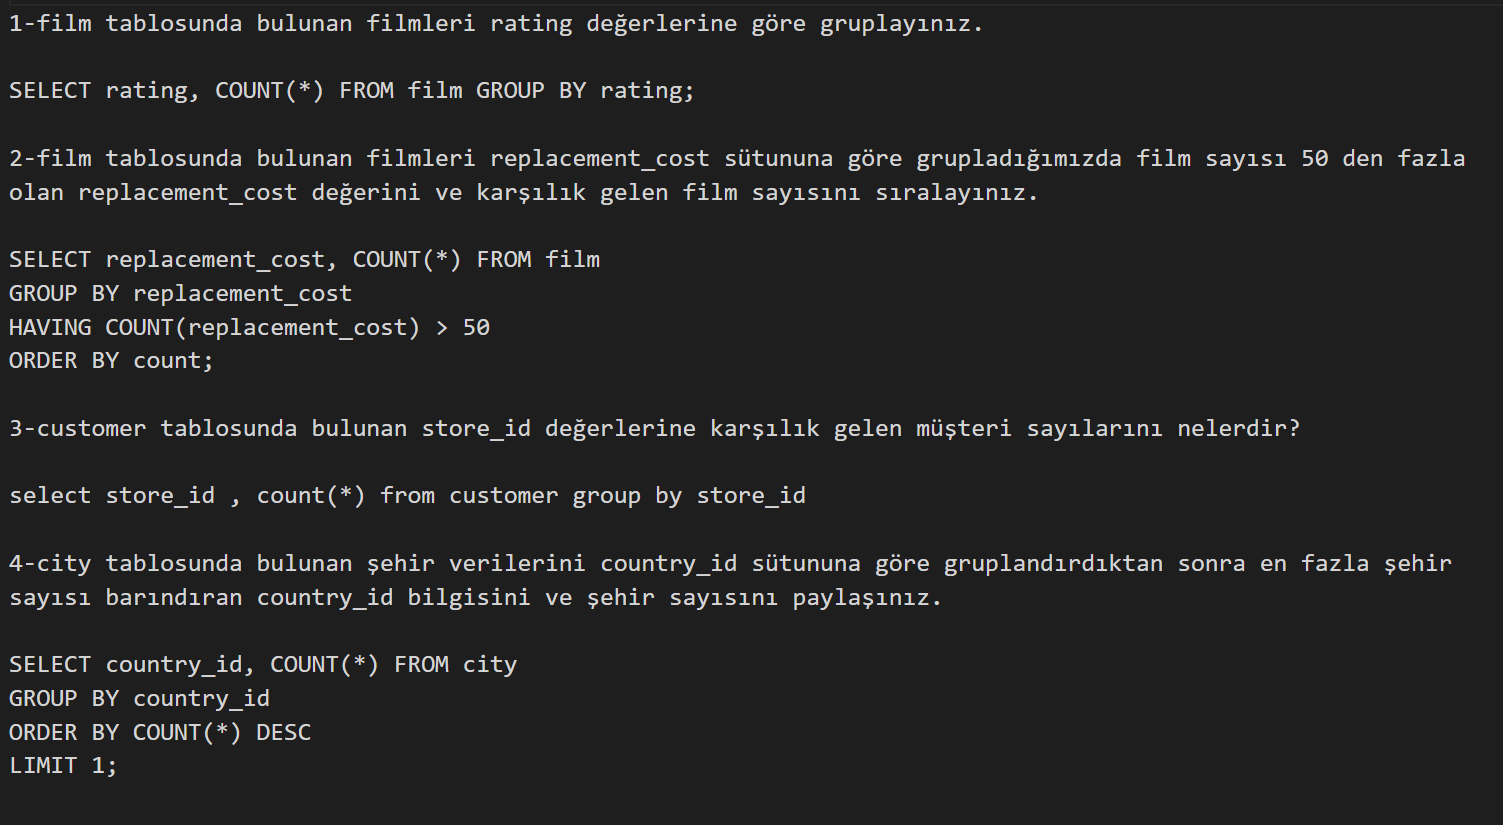 1-film tablosunda bulunan filmleri rating değerlerine göre gruplayınız.
SELECT rating, COUNT(*) FROM film GROUP BY rating;
2-film tablosunda bulunan filmleri replacement_cost sütununa göre grupladığımızda film sayısı 50 den fazla
olan replacement_cost değerini ve karşılık gelen film sayısını sıralayınız.
SELECT replacement_cost, COUNT(*) FROM film
GROUP BY replacement_cost
HAVING COUNT(replacement_cost) > 50
ORDER BY count;
3-customer tablosunda bulunan store_id değerlerine karşılık gelen müşteri sayılarını nelerdir?
select store_id , count(*) from customer group by store_id
4-city tablosunda bulunan şehir verilerini country_id sütununa göre gruplandırdıktan sonra en fazla şehir
sayısı barındıran country_id bilgisini ve şehir sayısını paylaşınız.
SELECT country_id, COUNT(*) FROM city
GROUP BY country_id
ORDER BY COUNT(*) DESC
LIMIT 1;